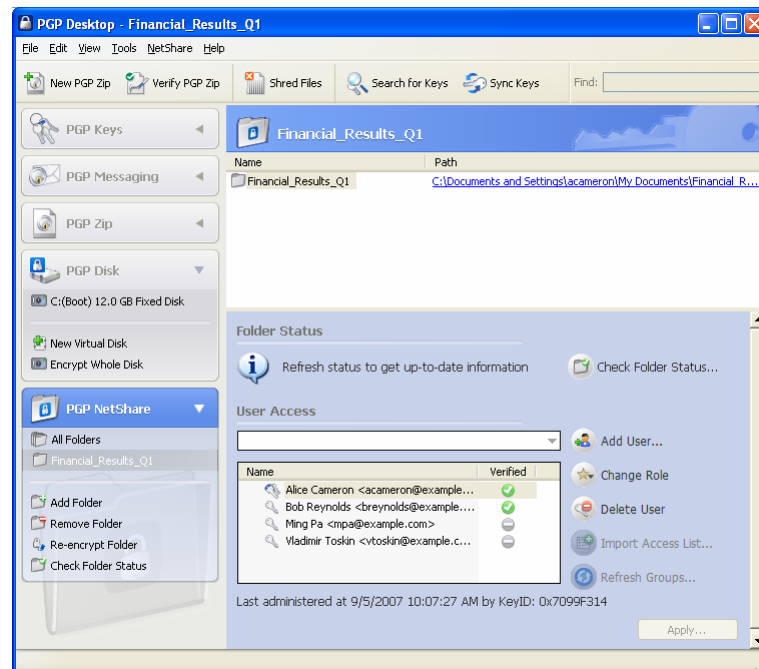 PGP Desktop - Financial_Results_Q1
File Edit View Tools NetShare Help
New PGP Zip Verify PGP Zip Shred Files Search for Keys Sync Keys Find:
PGP Keys
PGP Messaging
PGP Zip
PGP Disk
C:(Boot) 12.0 GB Fixed Disk
New Virtual Disk
Encrypt Whole Disk
PGP NetShare
All Folders
Financial_Results_Q1
Add Folder
Remove Folder
Re-encrypt Folder
Check Folder Status
Financial_Results_Q1
Name Path
Financial_Results_Q1 C:\Documents and Settings\acameron\My Documents\Financial_R...
Folder Status
Refresh status to get up-to-date information Check Folder Status...
User Access
Add User...
Change Role
Delete User
Import Access List...
Refresh Groups...
Name Verified
Alice Cameron <acameron@example...
Bob Reynolds <breynolds@example....
Ming Pa <mpa@example.com>
Vladimir Toskin <vtoskin@example.c...
Last administered at 9/5/2007 10:07:27 AM by KeyID: 0x7099F314
Apply...